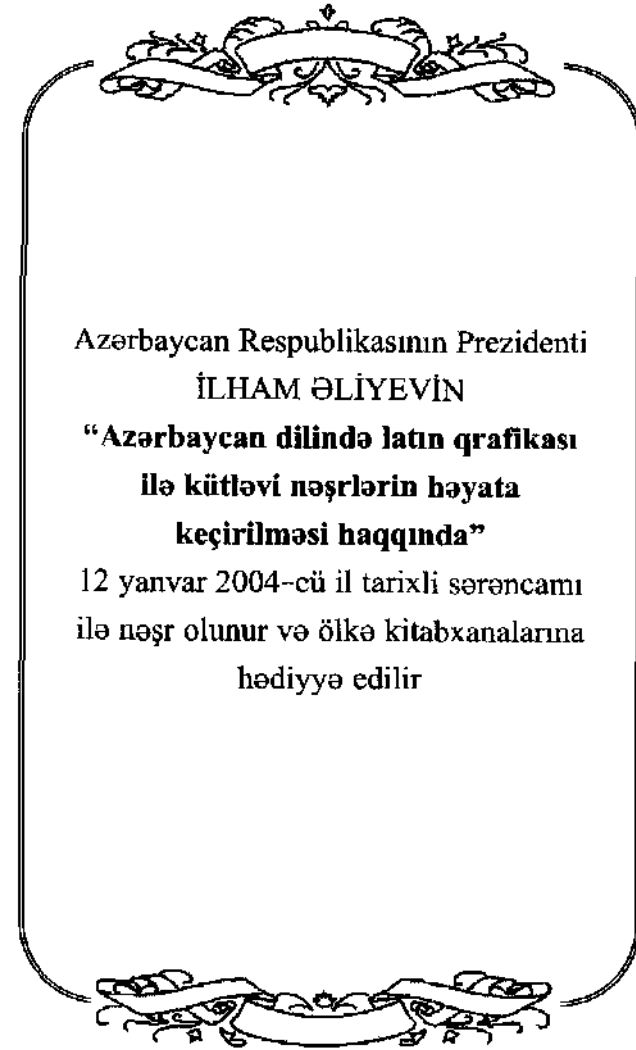 Azərbaycan Respublikasının Prezidenti
İLHAM ƏLİYEVİN
“Azərbaycan dilində latın qrafikası
ilə kütləvi nəşrlərin həyata
keçirilməsi haqqında”
12 yanvar 2004-cü il tarixli sərəncamı
ilə nəşr olunur və ölkə kitabxanalarına
hədiyyə edilir